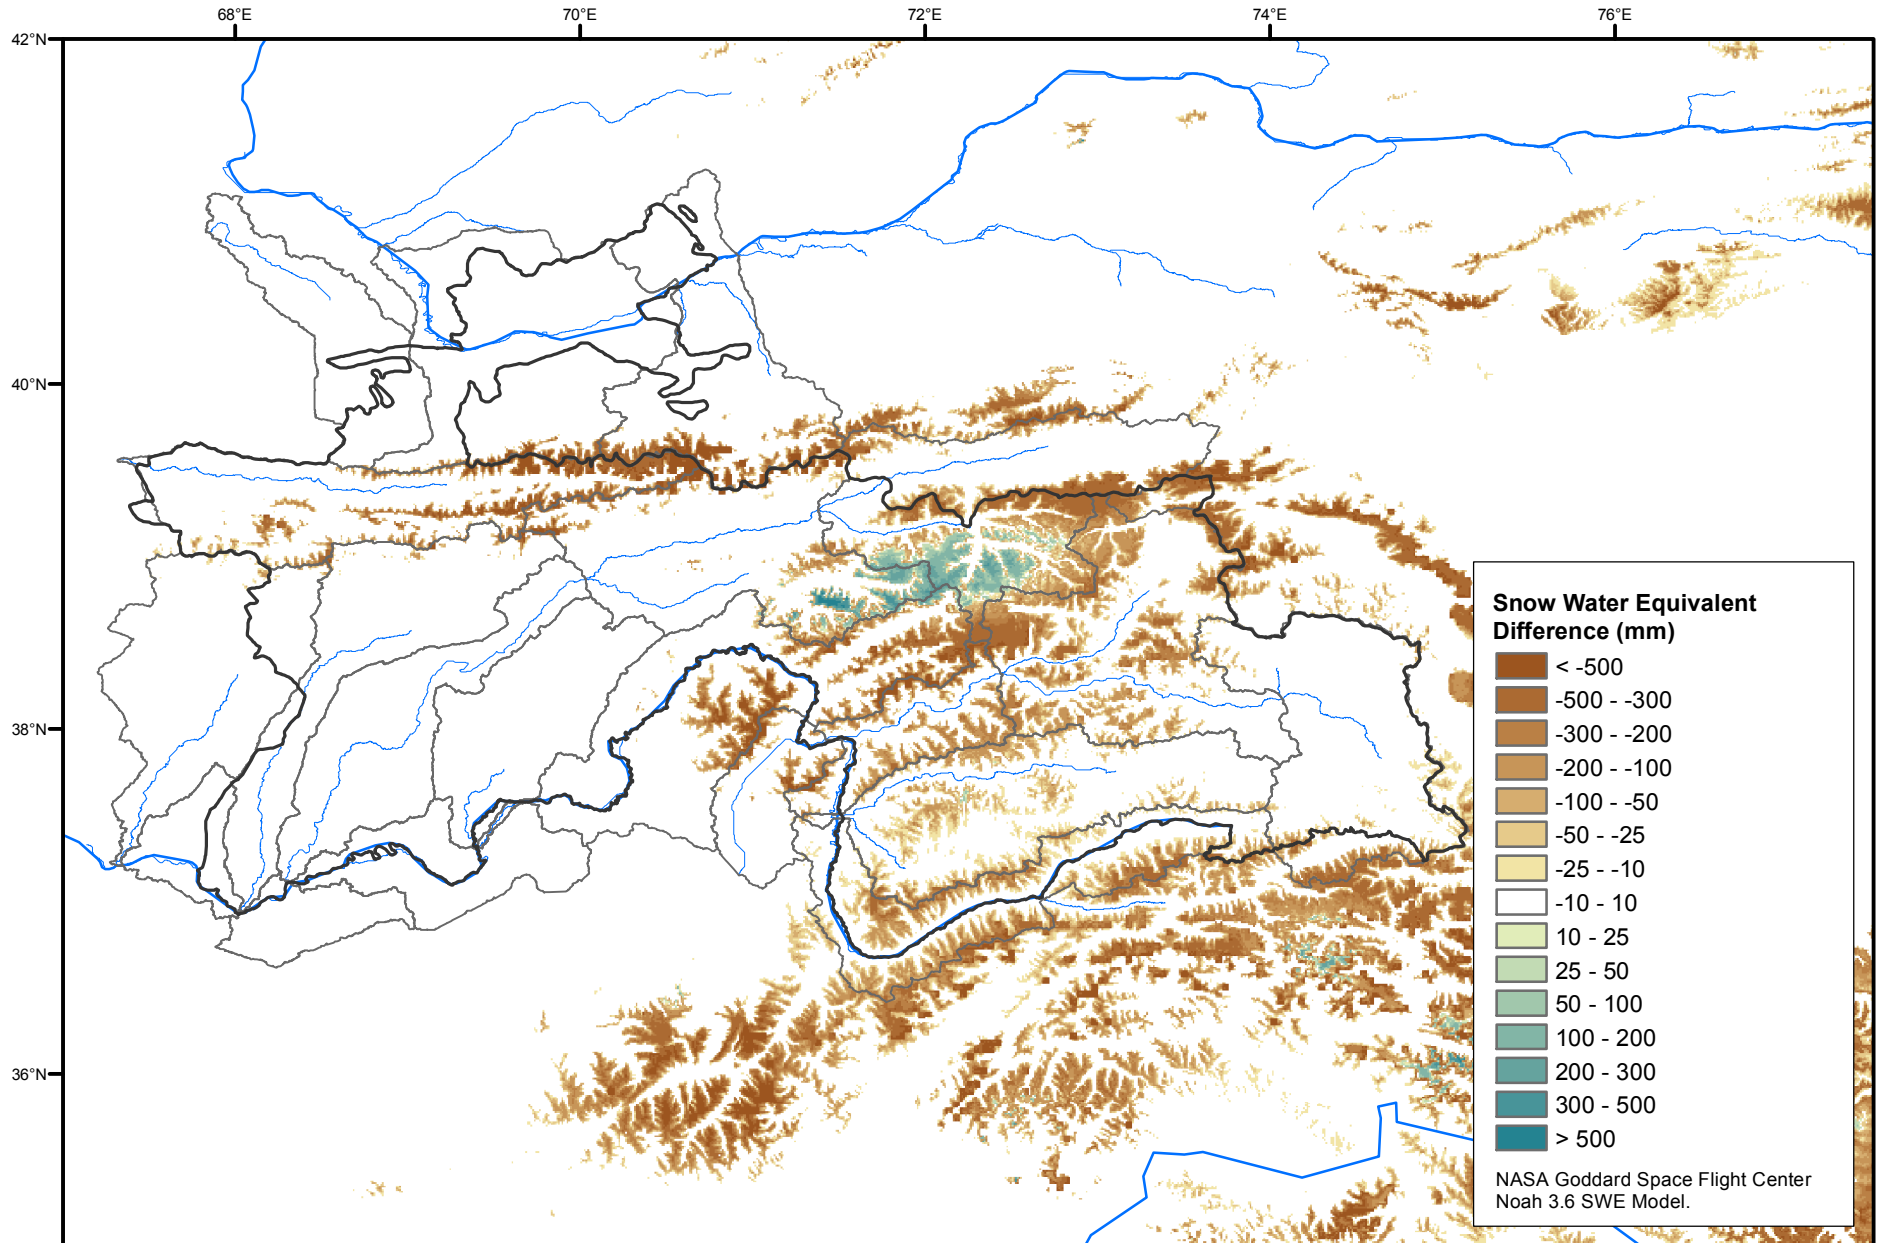 68°E
70°E
72°E
74°E
76°E
42°N
40°N
38°N
36°N
Snow Water Equivalent
Difference (mm)
< -500
-500 - -300
-300 - -200
-200 - -100
-100 - -50
-50 - -25
-25 - -10
-10 - 10
10 - 25
25 - 50
50 - 100
100 - 200
200 - 300
300 - 500
> 500
NASA Goddard Space Flight Center
Noah 3.6 SWE Model.